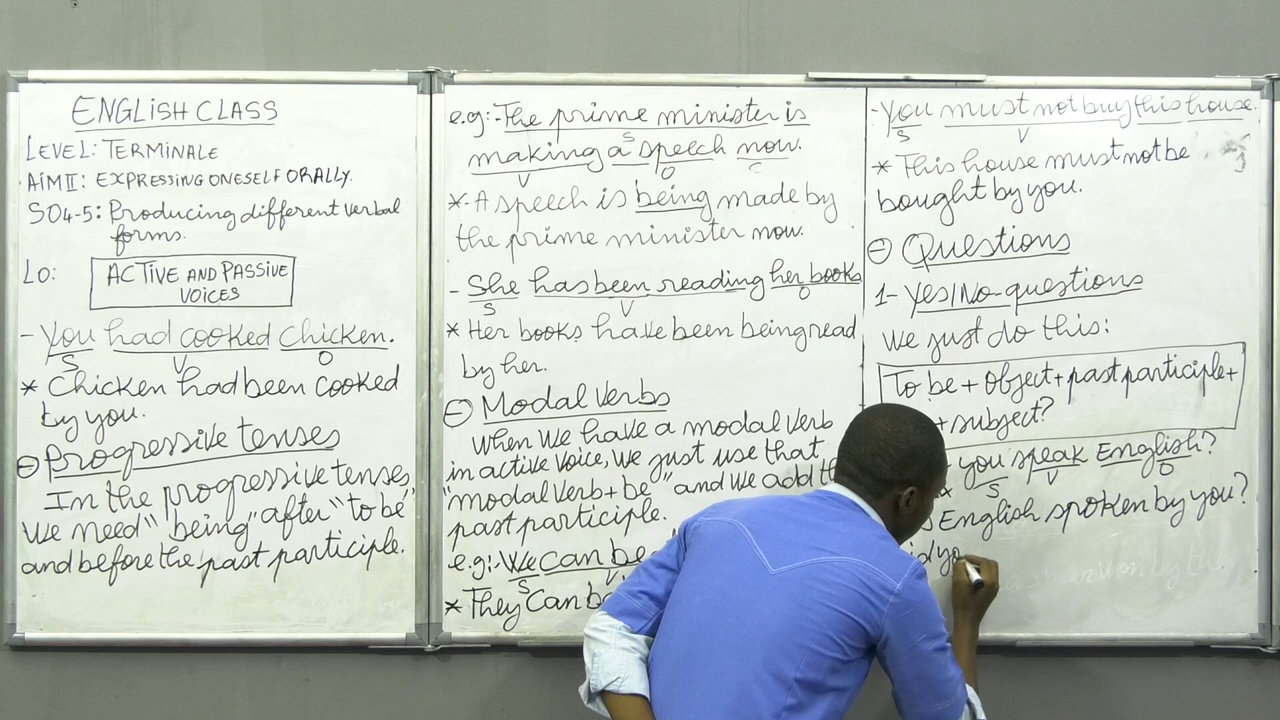 ENGLISH CLASS
LEVEL: TERMINALE
AIM II: EXPRESSING ONESELF ORALLY.
SO4-5: Producing different verbal
forms.
LO: ACTIVE AND PASSIVE
VOICES
- You had cooked Chicken.
S V O
* Chicken had been cooked
by you.
Progressive tenses
In the progressive tenses,
We need "being" after "to be"
and before the past participle.
e.g:- The prime minister is
S
making a speech now.
V O C
*- A speech is being made by
the prime minister now.
- She has been reading her books
S V O
* Her books have been being read
by her.
Modal verbs
When we have a modal verb
in active voice, we just use that
"modal verb + be" and we add the
past participle.
e.g:- We can be
S V
* They can be
- You must not buy this house.
S V
* This house must not be
bought by you.
Questions
1- Yes/No-questions
We just do this:
To be + object + past participle +
+ subject?
you speak English?
S V O
English spoken by you?